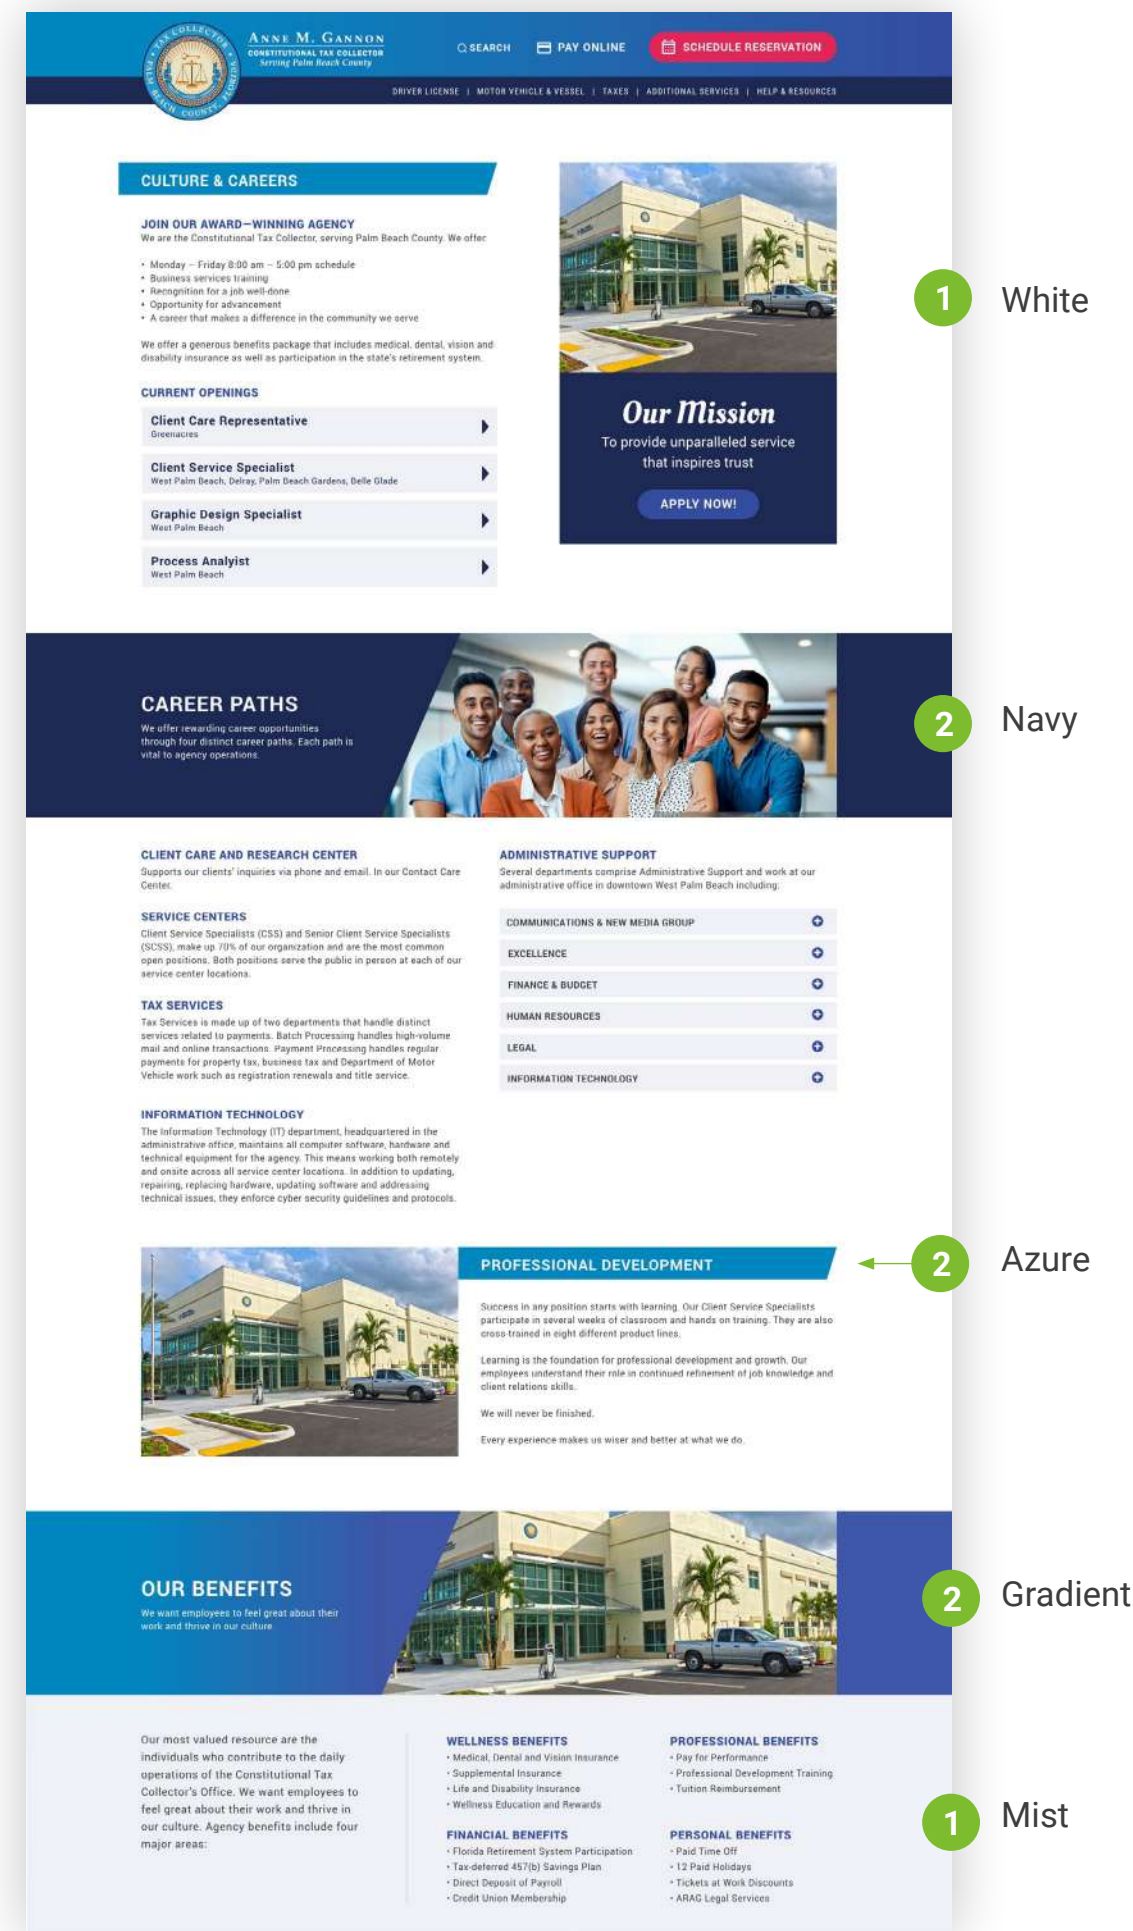 TAX COLLECTOR
PALM BEACH COUNTY, FLORIDA
ANNE M. GANNON
CONSTITUTIONAL TAX COLLECTOR
Serving Palm Beach County
SEARCH
PAY ONLINE
SCHEDULE RESERVATION
DRIVER LICENSE | MOTOR VEHICLE & VESSEL | TAXES | ADDITIONAL SERVICES | HELP & RESOURCES
CULTURE & CAREERS
JOIN OUR AWARD—WINNING AGENCY
We are the Constitutional Tax Collector, serving Palm Beach County. We offer:
• Monday – Friday 8:00 am – 5:00 pm schedule
• Business services training
• Recognition for a job well-done
• Opportunity for advancement
• A career that makes a difference in the community we serve
We offer a generous benefits package that includes medical, dental, vision and
disability insurance as well as participation in the state's retirement system.
CURRENT OPENINGS
Client Care Representative
Greenacres
Client Service Specialist
West Palm Beach, Delray, Palm Beach Gardens, Belle Glade
Graphic Design Specialist
West Palm Beach
Process Analyist
West Palm Beach
Our Mission
To provide unparalleled service
that inspires trust
APPLY NOW!
1 White
CAREER PATHS
We offer rewarding career opportunities
through four distinct career paths. Each path is
vital to agency operations.
2 Navy
CLIENT CARE AND RESEARCH CENTER
Supports our clients' inquiries via phone and email. In our Contact Care
Center.
SERVICE CENTERS
Client Service Specialists (CSS) and Senior Client Service Specialists
(SCSS), make up 70% of our organization and are the most common
open positions. Both positions serve the public in person at each of our
service center locations.
TAX SERVICES
Tax Services is made up of two departments that handle distinct
services related to payments. Batch Processing handles high-volume
mail and online transactions. Payment Processing handles regular
payments for property tax, business tax and Department of Motor
Vehicle work such as registration renewals and title service.
INFORMATION TECHNOLOGY
The Information Technology (IT) department, headquartered in the
administrative office, maintains all computer software, hardware and
technical equipment for the agency. This means working both remotely
and onsite across all service center locations. In addition to updating,
repairing, replacing hardware, updating software and addressing
technical issues, they enforce cyber security guidelines and protocols.
ADMINISTRATIVE SUPPORT
Several departments comprise Administrative Support and work at our
administrative office in downtown West Palm Beach including:
COMMUNICATIONS & NEW MEDIA GROUP
EXCELLENCE
FINANCE & BUDGET
HUMAN RESOURCES
LEGAL
INFORMATION TECHNOLOGY
PROFESSIONAL DEVELOPMENT
Success in any position starts with learning. Our Client Service Specialists
participate in several weeks of classroom and hands on training. They are also
cross-trained in eight different product lines.
Learning is the foundation for professional development and growth. Our
employees understand their role in continued refinement of job knowledge and
client relations skills.
We will never be finished.
Every experience makes us wiser and better at what we do.
2 Azure
OUR BENEFITS
We want employees to feel great about their
work and thrive in our culture
2 Gradient
Our most valued resource are the
individuals who contribute to the daily
operations of the Constitutional Tax
Collector's Office. We want employees to
feel great about their work and thrive in
our culture. Agency benefits include four
major areas:
WELLNESS BENEFITS
• Medical, Dental and Vision Insurance
• Supplemental Insurance
• Life and Disability Insurance
• Wellness Education and Rewards
FINANCIAL BENEFITS
• Florida Retirement System Participation
• Tax-deferred 457(b) Savings Plan
• Direct Deposit of Payroll
• Credit Union Membership
PROFESSIONAL BENEFITS
• Pay for Performance
• Professional Development Training
• Tuition Reimbursement
PERSONAL BENEFITS
• Paid Time Off
• 12 Paid Holidays
• Tickets at Work Discounts
• ARAG Legal Services
1 Mist